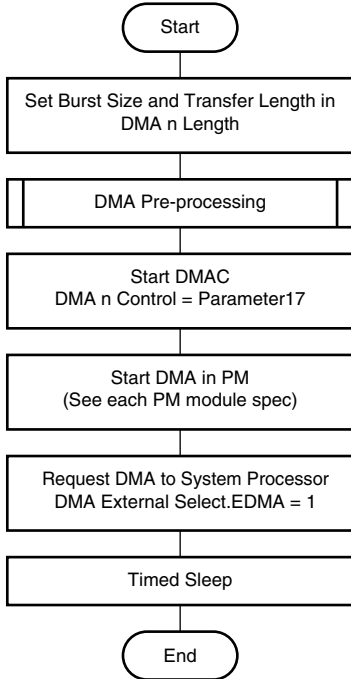 Start
Set Burst Size and Transfer Length in
DMA n Length
DMA Pre-processing
Start DMAC
DMA n Control = Parameter17
Start DMA in PM
(See each PM module spec)
Request DMA to System Processor
DMA External Select.EDMA = 1
Timed Sleep
End